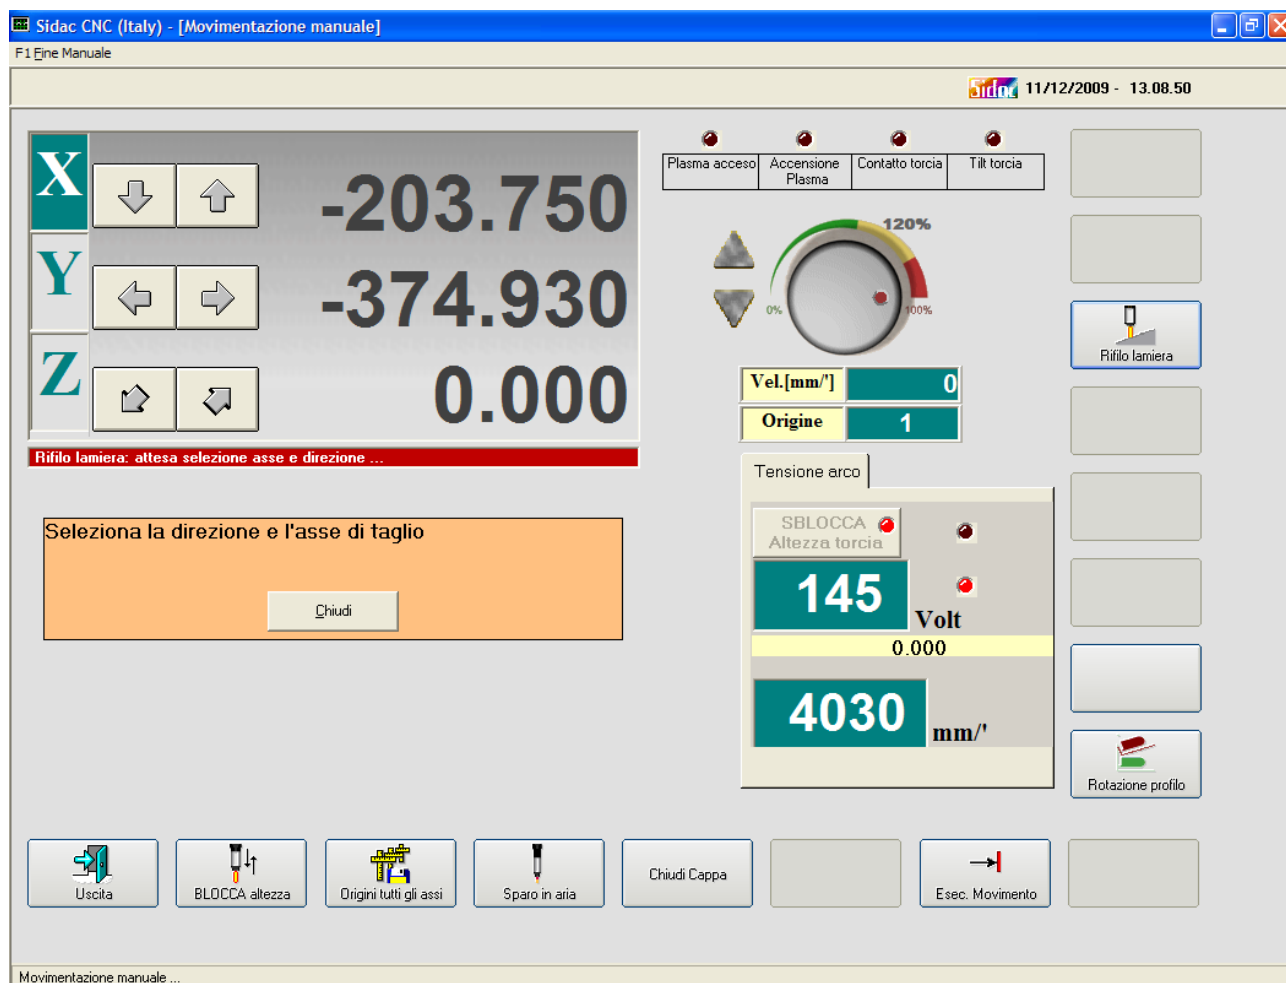 Sidac CNC (Italy) - [Movimentazione manuale]
F1 Fine Manuale
Sidac 11/12/2009 - 13.08.50
X
-203.750
Y
-374.930
Z
0.000
Rifilo lamiera: attesa selezione asse e direzione ...
Seleziona la direzione e l'asse di taglio
Chiudi
Plasma acceso
Accensione
Plasma
Contatto torcia
Tilt torcia
120%
0%
100%
Vel.[mm/'] 0
Origine 1
Tensione arco
SBLOCCA
Altezza torcia
145 Volt
0.000
4030 mm/'
Rifilo lamiera
Rotazione profilo
Uscita
BLOCCA altezza
Origini tutti gli assi
Sparo in aria
Chiudi Cappa
Esec. Movimento
Movimentazione manuale ...